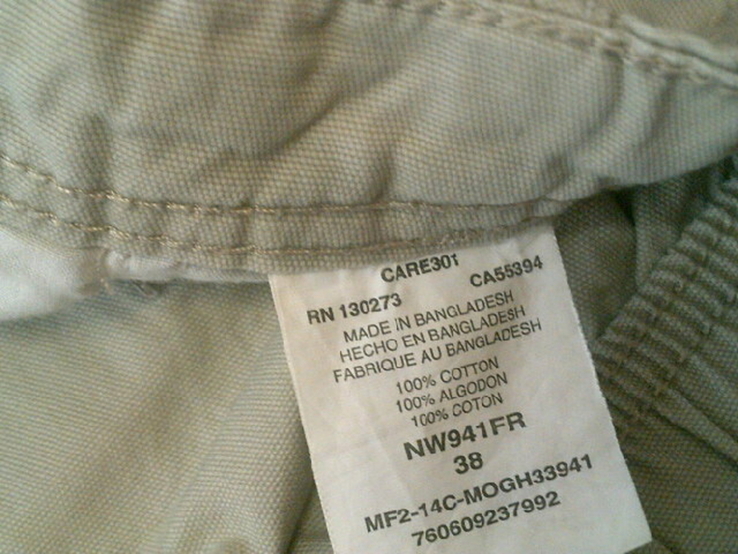 CARE301
RN 130273 CA55394
MADE IN BANGLADESH
HECHO EN BANGLADESH
FABRIQUE AU BANGLADESH
100% COTTON
100% ALGODON
100% COTON
NW941FR
38
MF2-14C-MOGH33941
760609237992